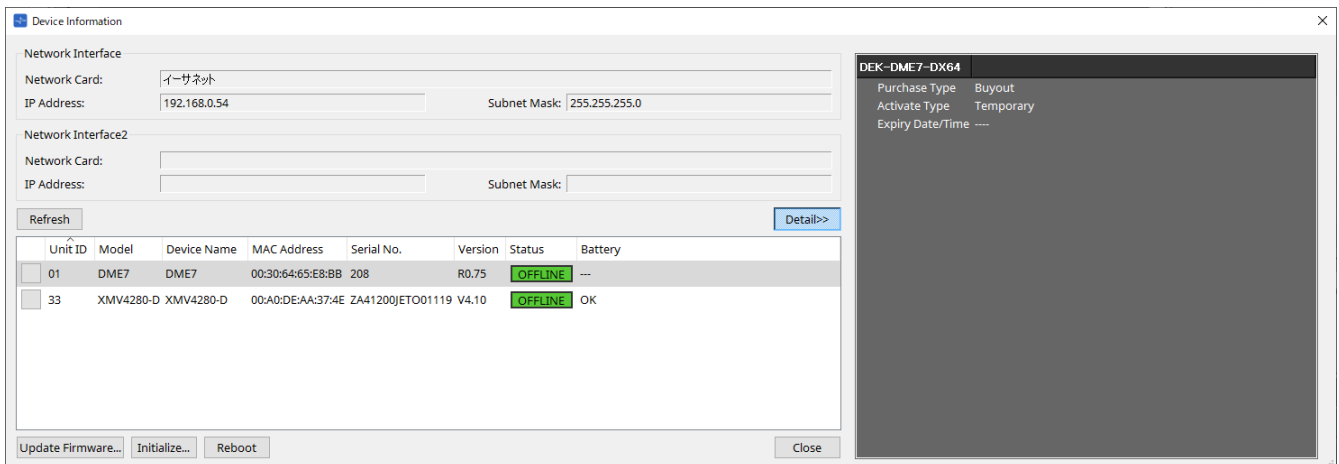 Device Information
Network Interface
Network Card: イーサネット
IP Address: 192.168.0.54 Subnet Mask: 255.255.255.0
Network Interface2
Network Card:
IP Address: Subnet Mask:
Refresh Detail>>
Unit ID Model Device Name MAC Address Serial No. Version Status Battery
01 DME7 DME7 00:30:64:65:E8:BB 208 R0.75 OFFLINE ---
33 XMV4280-D XMV4280-D 00:A0:DE:AA:37:4E ZA41200JETO01119 V4.10 OFFLINE OK
Update Firmware... Initialize... Reboot Close
DEK-DME7-DX64
Purchase Type Buyout
Activate Type Temporary
Expiry Date/Time ----